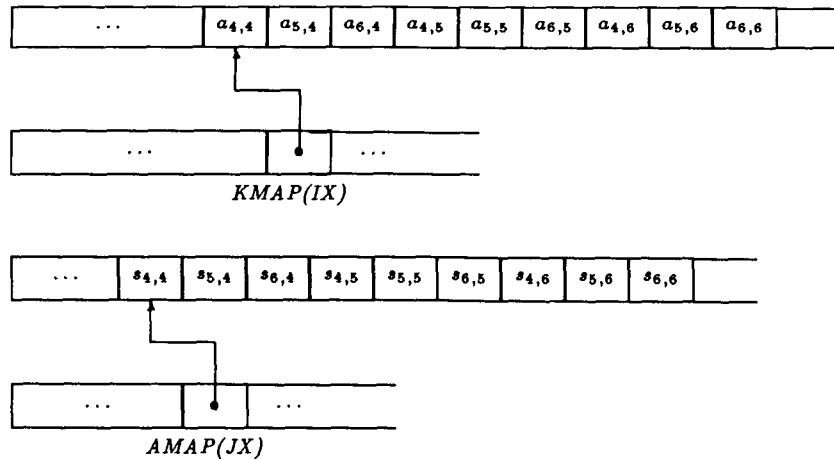 ... a4,4 a5,4 a6,4 a4,5 a5,5 a6,5 a4,6 a5,6 a6,6
... ...
KMAP(IX)
... s4,4 s5,4 s6,4 s4,5 s5,5 s6,5 s4,6 s5,6 s6,6
... ...
AMAP(JX)